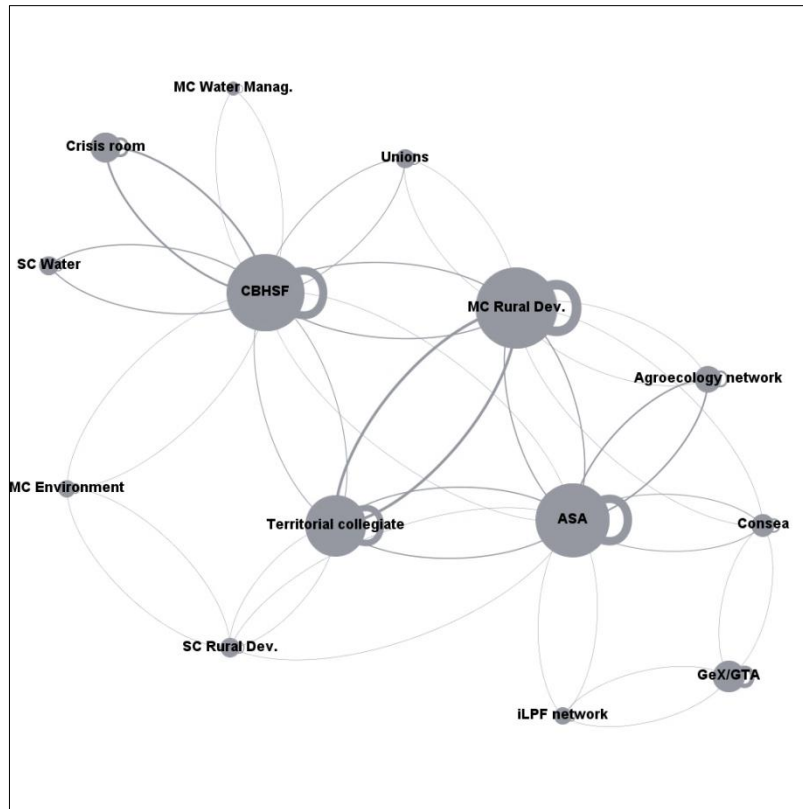 MC Water Manag.
Crisis room
Unions
SC Water
CBHSF
MC Rural Dev.
Agroecology network
MC Environment
Territorial collegiate
ASA
Consea
SC Rural Dev.
GeX/GTA
iLPF network